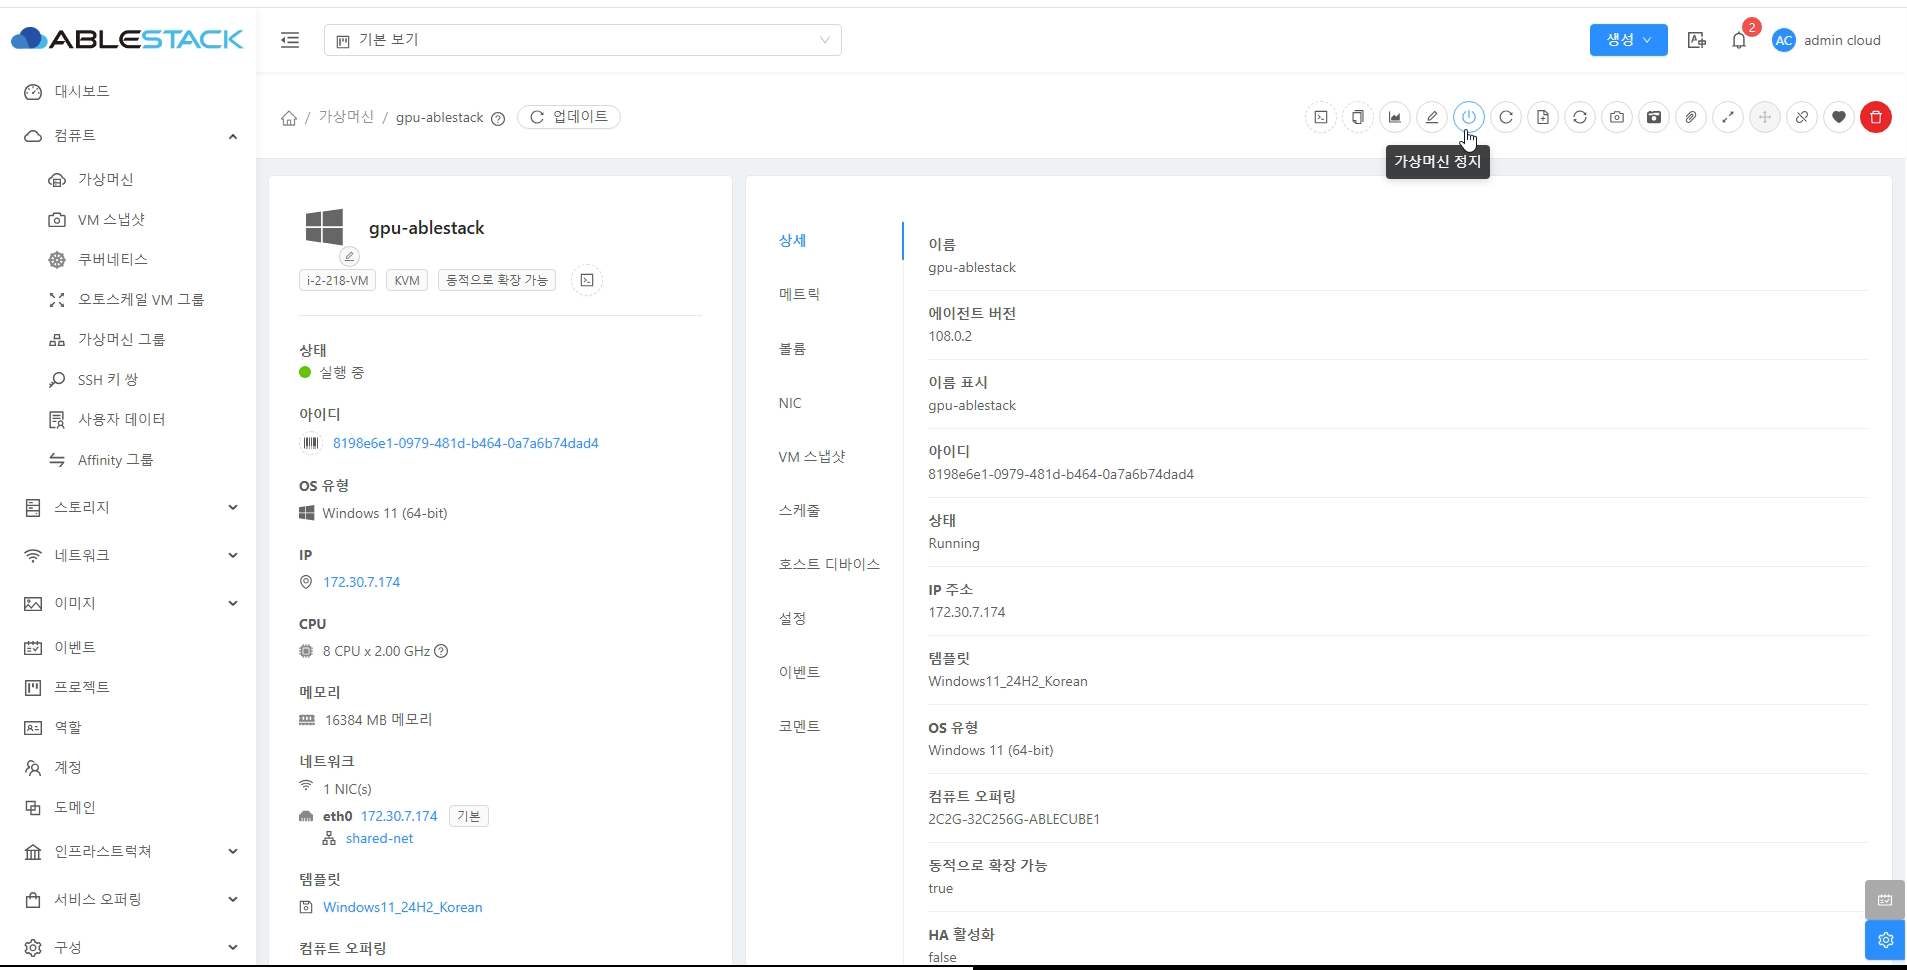 ABLESTACK
기본 보기
생성
2
AC
admin cloud
대시보드
컴퓨트
가상머신
VM 스냅샷
쿠버네티스
오토스케일 VM 그룹
가상머신 그룹
SSH 키 쌍
사용자 데이터
Affinity 그룹
스토리지
네트워크
이미지
이벤트
프로젝트
역할
계정
도메인
인프라스트럭쳐
서비스 오퍼링
구성
/ 가상머신 / gpu-ablestack
업데이트
가상머신 정지
gpu-ablestack
i-2-218-VM
KVM
동적으로 확장 가능
상태
실행 중
아이디
8198e6e1-0979-481d-b464-0a7a6b74dad4
OS 유형
Windows 11 (64-bit)
IP
172.30.7.174
CPU
8 CPU x 2.00 GHz
메모리
16384 MB 메모리
네트워크
1 NIC(s)
eth0 172.30.7.174 기본
shared-net
템플릿
Windows11_24H2_Korean
컴퓨트 오퍼링
상세
메트릭
볼륨
NIC
VM 스냅샷
스케줄
호스트 디바이스
설정
이벤트
코멘트
이름
gpu-ablestack
에이전트 버전
108.0.2
이름 표시
gpu-ablestack
아이디
8198e6e1-0979-481d-b464-0a7a6b74dad4
상태
Running
IP 주소
172.30.7.174
템플릿
Windows11_24H2_Korean
OS 유형
Windows 11 (64-bit)
컴퓨트 오퍼링
2C2G-32C256G-ABLECUBE1
동적으로 확장 가능
true
HA 활성화
false